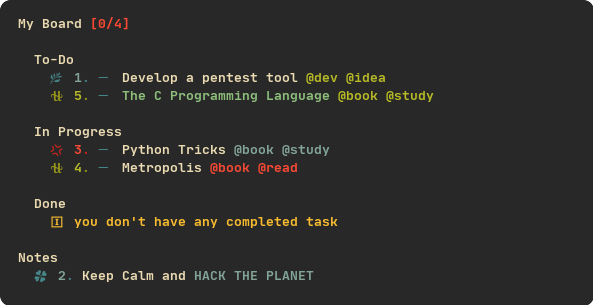 My Board [0/4]
To-Do
1. — Develop a pentest tool @dev @idea
5. — The C Programming Language @book @study
In Progress
3. — Python Tricks @book @study
4. — Metropolis @book @read
Done
you don't have any completed task
Notes
2. Keep Calm and HACK THE PLANET